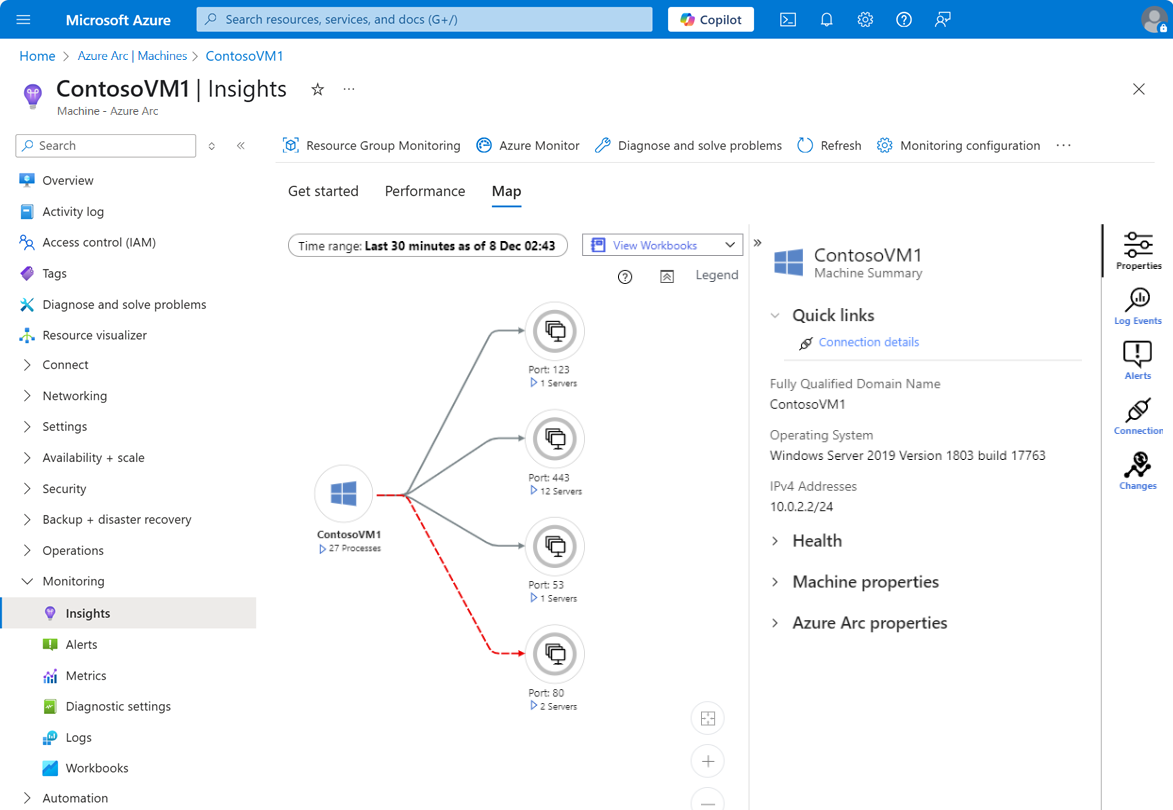 Microsoft Azure
Search resources, services, and docs (G+/)
Copilot
Home > Azure Arc | Machines > ContosoVM1
ContosoVM1 | Insights
Machine - Azure Arc
Search
Overview
Activity log
Access control (IAM)
Tags
Diagnose and solve problems
Resource visualizer
Connect
Networking
Settings
Availability + scale
Security
Backup + disaster recovery
Operations
Monitoring
Insights
Alerts
Metrics
Diagnostic settings
Logs
Workbooks
Automation
Resource Group Monitoring
Azure Monitor
Diagnose and solve problems
Refresh
Monitoring configuration
Get started
Performance
Map
Time range: Last 30 minutes as of 8 Dec 02:43
View Workbooks
Legend
ContosoVM1
27 Processes
Port: 123
1 Servers
Port: 443
12 Servers
Port: 53
1 Servers
Port: 80
2 Servers
ContosoVM1
Machine Summary
Quick links
Connection details
Fully Qualified Domain Name
ContosoVM1
Operating System
Windows Server 2019 Version 1803 build 17763
IPv4 Addresses
10.0.2.2/24
Health
Machine properties
Azure Arc properties
Properties
Log Events
Alerts
Connection
Changes